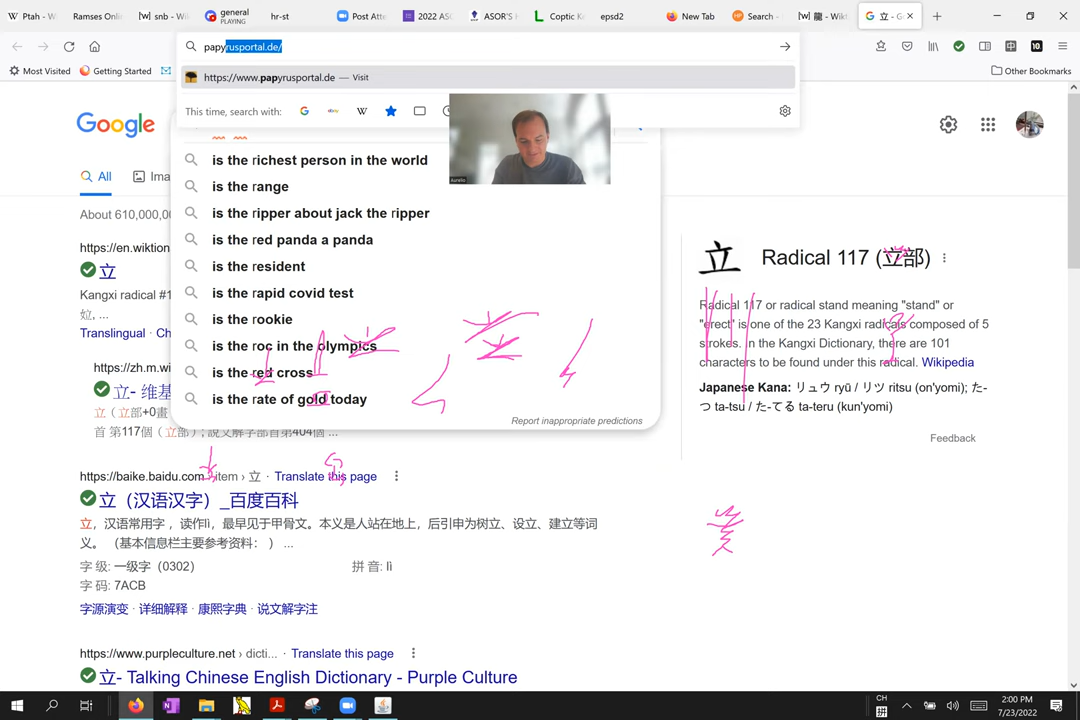 Ptah -
Ramses Onlin
snb - Wi
general
PLAYING
hr-st
Post Atte
2022 ASO
ASOR'S F
Coptic Ke
epsd2
New Tab
Search -
龍 - Wikt
立 - G
papyrusportal.de/
https://www.papyrusportal.de — Visit
This time, search with:
Most Visited
Getting Started
Other Bookmarks
Google
is the richest person in the world
is the range
is the ripper about jack the ripper
is the red panda a panda
is the resident
is the rapid covid test
is the rookie
is the roc in the olympics
is the red cross
is the rate of gold today
Report inappropriate predictions
All
Ima
About 610,000,0
https://en.wiktion
立
Kangxi radical #1
Translingual · Ch
https://zh.m.wi
立- 维基
立（立部+0畫
首 第117個（立部）; 說文解字部首第404個 ...
https://baike.baidu.com › item › 立 · Translate this page
立（汉语汉字）_百度百科
立，汉语常用字 ，读作lì，最早见于甲骨文。本义是人站在地上，后引申为树立、设立、建立等词
义。 （基本信息栏主要参考资料： ） ...
字 级: 一级字（0302）
拼 音: lì
字 码: 7ACB
字源演变 · 详细解释 · 康熙字典 · 说文解字注
https://www.purpleculture.net › dicti... · Translate this page
立- Talking Chinese English Dictionary - Purple Culture
立
Radical 117 (立部)
Radical 117 or radical stand meaning "stand" or
"erect" is one of the 23 Kangxi radicals composed of 5
strokes. In the Kangxi Dictionary, there are 101
characters to be found under this radical. Wikipedia
Japanese Kana: リュウ ryū / リツ ritsu (on'yomi); た-
つ ta-tsu / た-てる ta-teru (kun'yomi)
Feedback
CH
2:00 PM
7/23/2022